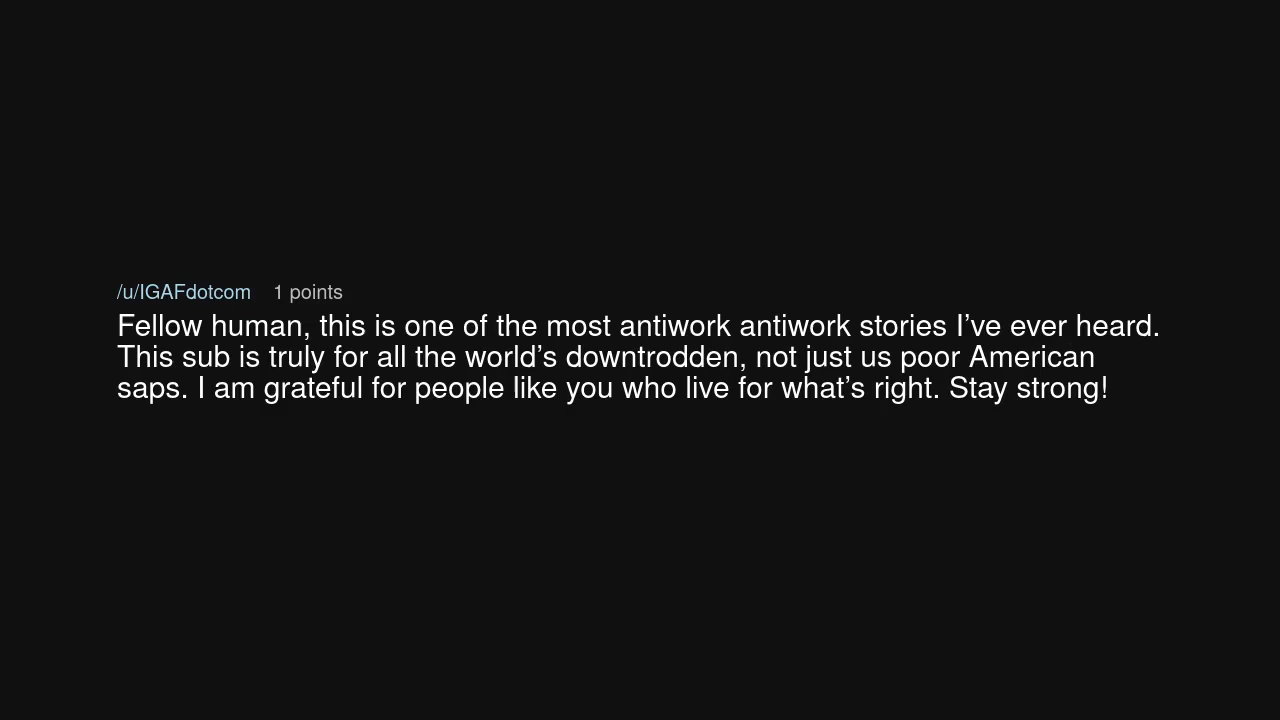 /u/IGAFdotcom 1 points
Fellow human, this is one of the most antiwork antiwork stories I’ve ever heard.
This sub is truly for all the world’s downtrodden, not just us poor American
saps. I am grateful for people like you who live for what’s right. Stay strong!